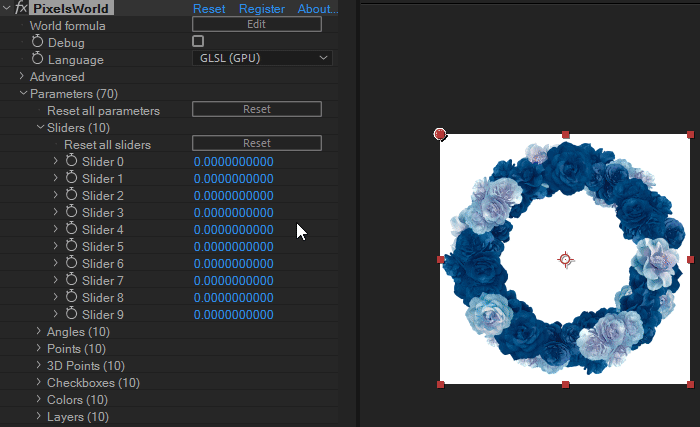 fx PixelsWorld Reset Register About...
World formula Edit
Debug
Language GLSL (GPU)
Advanced
Parameters (70)
Reset all parameters Reset
Sliders (10)
Reset all sliders Reset
Slider 0 0.0000000000
Slider 1 0.0000000000
Slider 2 0.0000000000
Slider 3 0.0000000000
Slider 4 0.0000000000
Slider 5 0.0000000000
Slider 6 0.0000000000
Slider 7 0.0000000000
Slider 8 0.0000000000
Slider 9 0.0000000000
Angles (10)
Points (10)
3D Points (10)
Checkboxes (10)
Colors (10)
Layers (10)